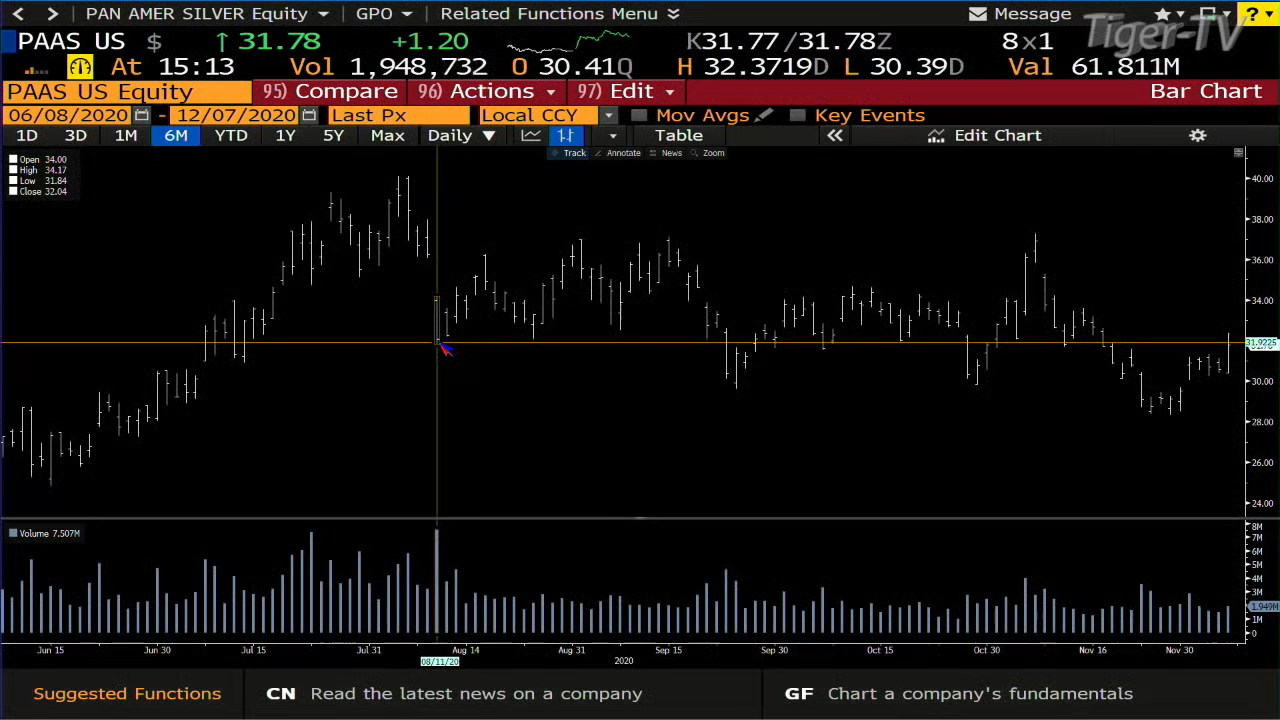 PAN AMER SILVER Equity GPO Related Functions Menu Message ?
PAAS US $ ↑ 31.78 +1.20 K31.77 / 31.78Z 8 x 1 Tiger-TV
At 15:13 Vol 1,948,732 O 30.41Q H 32.3719D L 30.39D Val 61.811M
PAAS US Equity 95) Compare 96) Actions 97) Edit Bar Chart
06/08/2020 - 12/07/2020 Last Px Local CCY Mov Avgs Key Events
1D 3D 1M 6M YTD 1Y 5Y Max Daily ▼ Table « Edit Chart
Track Annotate News Zoom
Open 34.00
High 34.17
Low 31.84
Close 32.04
40.00
38.00
36.00
34.00
31.9225
30.00
28.00
26.00
24.00
Volume 7.507M
8M
7M
6M
5M
4M
3M
1.949M
1M
0
Jun 15 Jun 30 Jul 15 Jul 31 Aug 14 Aug 31 Sep 15 Sep 30 Oct 15 Oct 30 Nov 16 Nov 30
08/11/20 2020
Suggested Functions CN Read the latest news on a company GF Chart a company's fundamentals